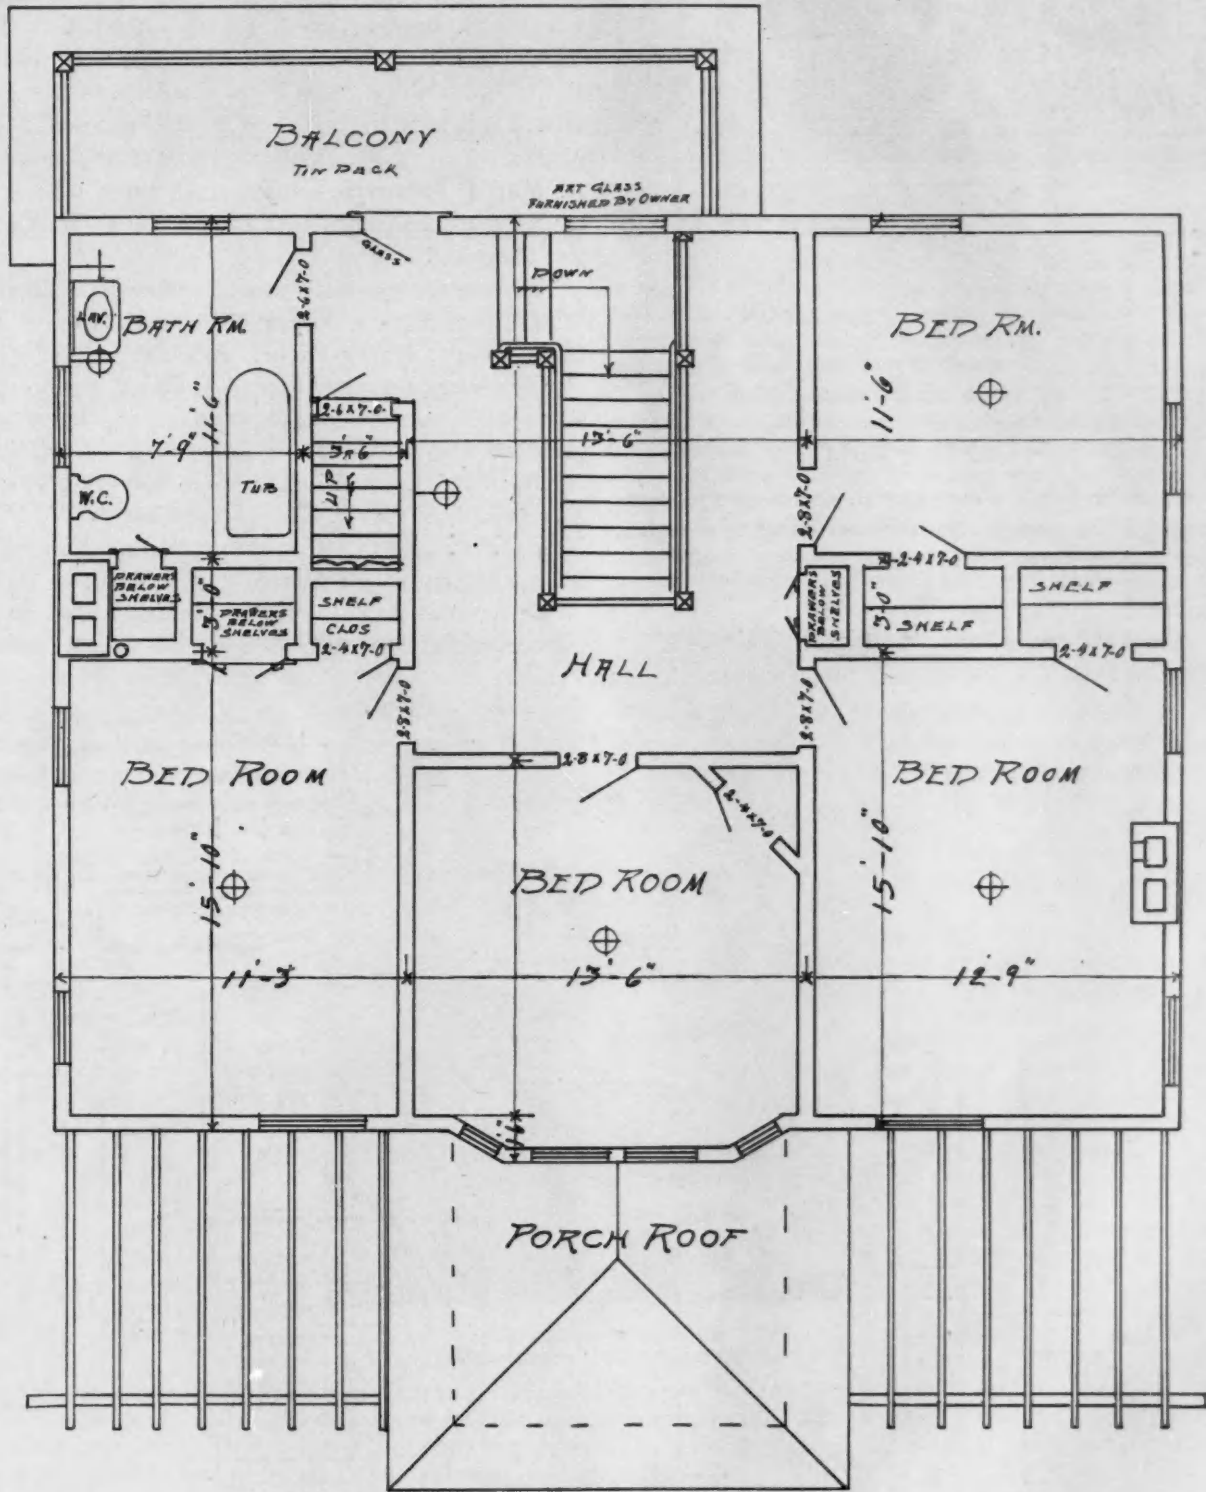 BALCONY
TIN DECK
ART GLASS
FURNISHED BY OWNER
GLASS
DOWN
LAV.
BATH RM.
2-6x7-0
BED RM.
11'-6"
11'-6"
2-6x7-0
7'-9"
3'-6"
13'-6"
W.C.
TUB
UP
2-8x7-0
2-4x7-0
DRAWERS
BELOW
SHELVES
3'-0"
DRAWERS
BELOW
SHELVES
SHELF
CLOS
2-4x7-0
DRAWERS
BELOW
SHELVES
3'-0"
SHELF
SHELF
2-4x7-0
HALL
2-8x7-0
2-8x7-0
2-8x7-0
BED ROOM
BED ROOM
2-4x7-0
15'-10"
BED ROOM
15'-10"
11'-3"
13'-6"
12'-9"
PORCH ROOF